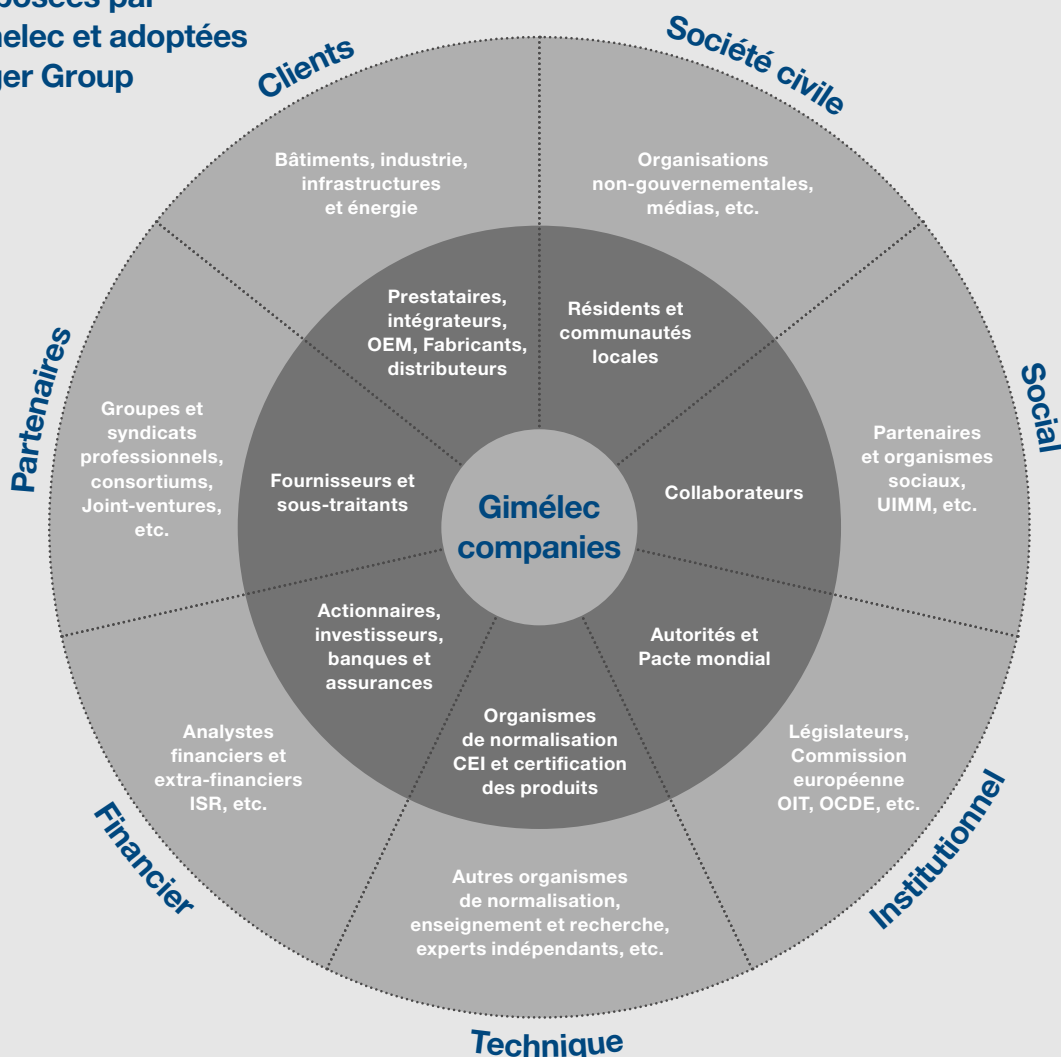 par
et adoptées
Group
Clients
Société civile
Bâtiments, industrie,
infrastructures
et énergie
Organisations
non-gouvernementales,
médias, etc.
Prestataires,
intégrateurs,
OEM, Fabricants,
distributeurs
Résidents et
communautés
locales
Partenaires
Social
Groupes et
syndicats
professionnels,
consortiums,
Joint-ventures,
etc.
Fournisseurs et
sous-traitants
Gimélec
companies
Collaborateurs
Partenaires
et organismes
sociaux,
UIMM, etc.
Actionnaires,
investisseurs,
banques et
assurances
Autorités et
Pacte mondial
Organismes
de normalisation
CEI et certification
des produits
Analystes
financiers et
extra-financiers
ISR, etc.
Législateurs,
Commission
européenne
OIT, OCDE, etc.
Financier
Institutionnel
Autres organismes
de normalisation,
enseignement et recherche,
experts indépendants, etc.
Technique